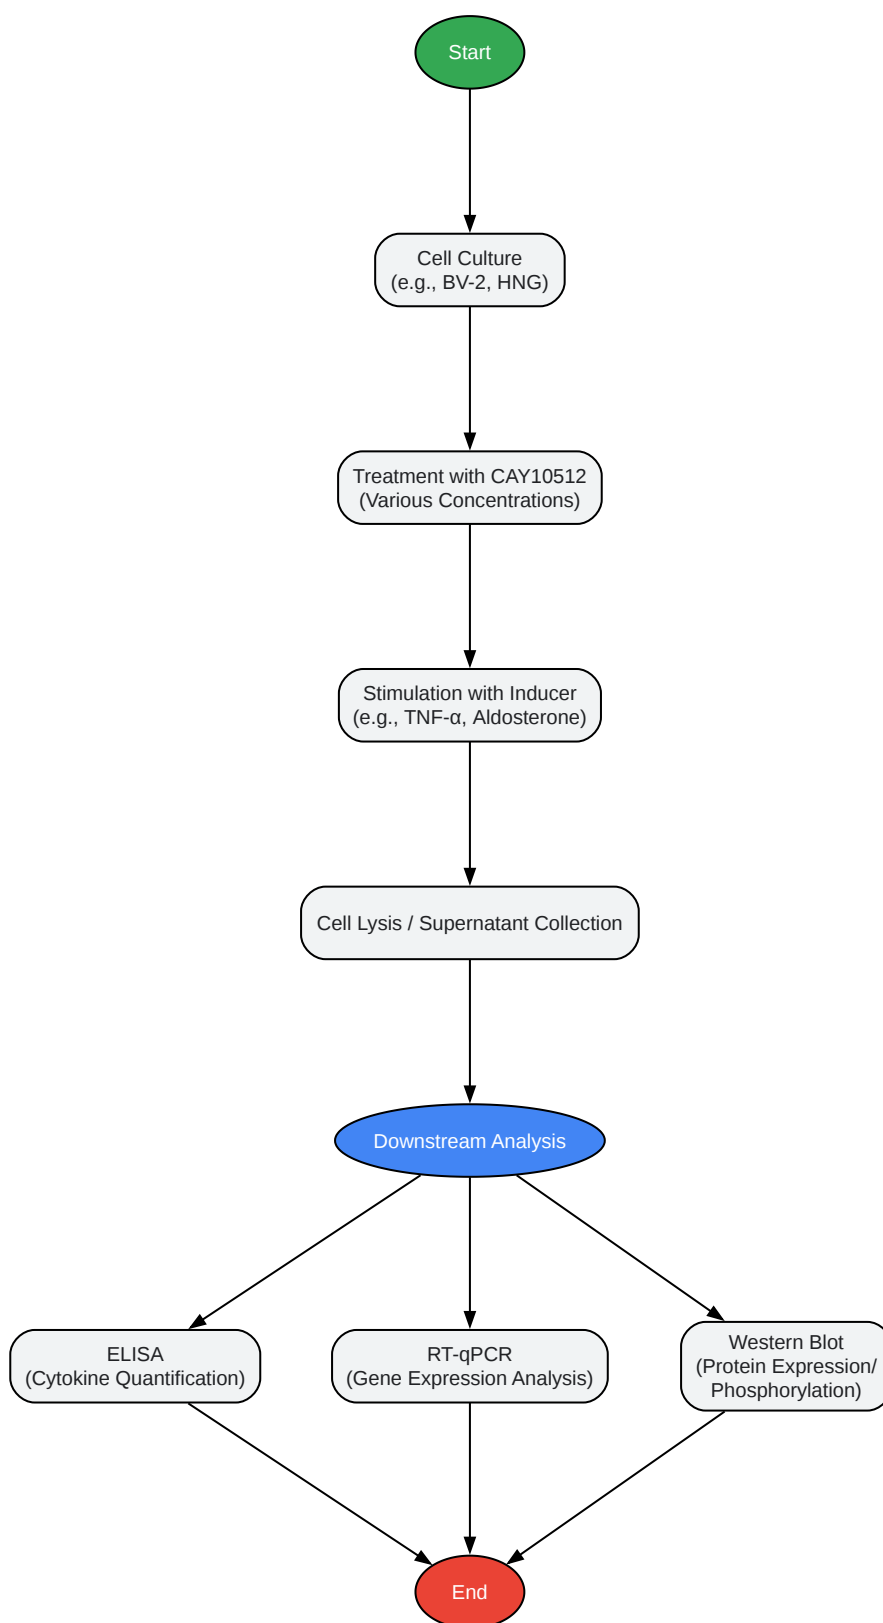 Start
Cell Culture
(e.g., BV-2, HNG)
Treatment with CAY10512
(Various Concentrations)
Stimulation with Inducer
(e.g., TNF-α, Aldosterone)
Cell Lysis / Supernatant Collection
Downstream Analysis
ELISA
(Cytokine Quantification)
RT-qPCR
(Gene Expression Analysis)
Western Blot
(Protein Expression/
Phosphorylation)
End